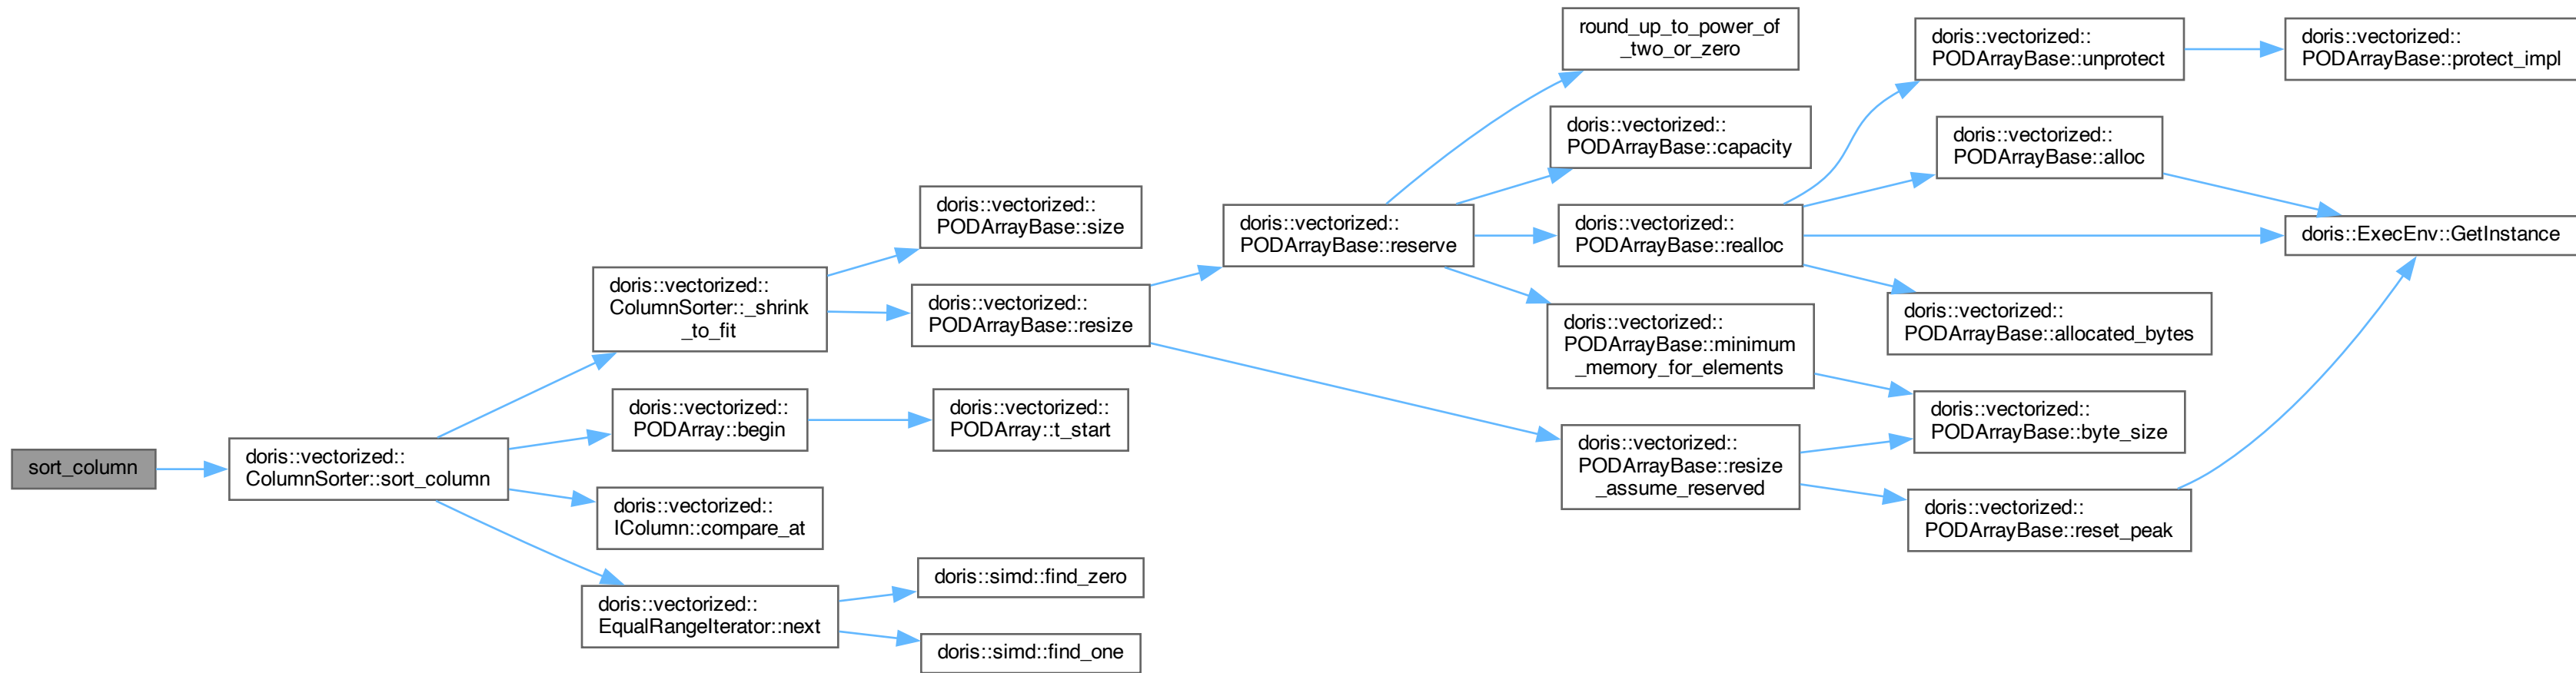 sort_column
doris::vectorized::
ColumnSorter::sort_column
doris::vectorized::
ColumnSorter::_shrink
_to_fit
doris::vectorized::
PODArray::begin
doris::vectorized::
IColumn::compare_at
doris::vectorized::
EqualRangeIterator::next
doris::vectorized::
PODArrayBase::size
doris::vectorized::
PODArrayBase::resize
doris::vectorized::
PODArray::t_start
doris::simd::find_zero
doris::simd::find_one
doris::vectorized::
PODArrayBase::reserve
round_up_to_power_of
_two_or_zero
doris::vectorized::
PODArrayBase::capacity
doris::vectorized::
PODArrayBase::realloc
doris::vectorized::
PODArrayBase::minimum
_memory_for_elements
doris::vectorized::
PODArrayBase::resize
_assume_reserved
doris::vectorized::
PODArrayBase::unprotect
doris::vectorized::
PODArrayBase::alloc
doris::vectorized::
PODArrayBase::allocated_bytes
doris::vectorized::
PODArrayBase::byte_size
doris::vectorized::
PODArrayBase::reset_peak
doris::vectorized::
PODArrayBase::protect_impl
doris::ExecEnv::GetInstance